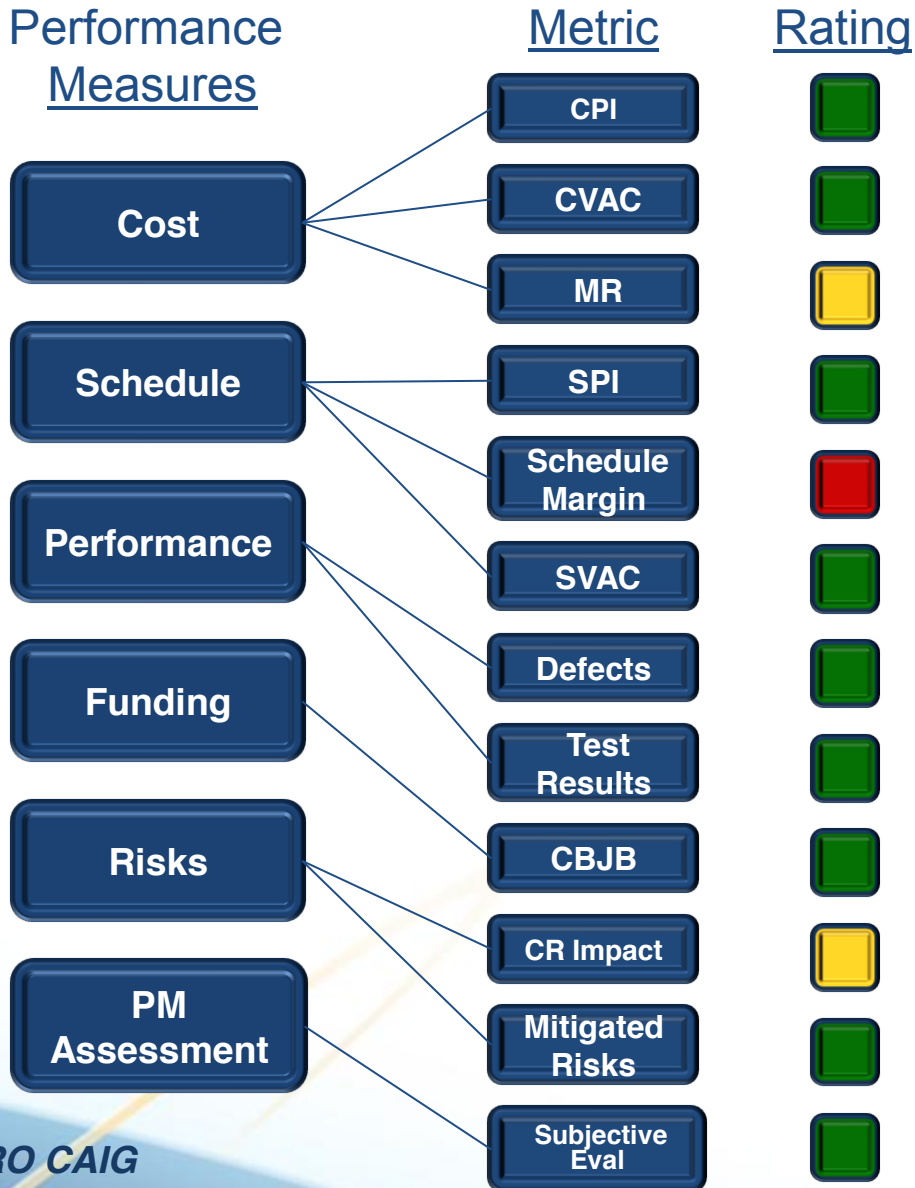 Performance
Measures
Metric
Rating
Cost
Schedule
Performance
Funding
Risks
PM
Assessment
CPI
CVAC
MR
SPI
Schedule
Margin
SVAC
Defects
Test
Results
CBJB
CR Impact
Mitigated
Risks
Subjective
Eval
RO CAIG